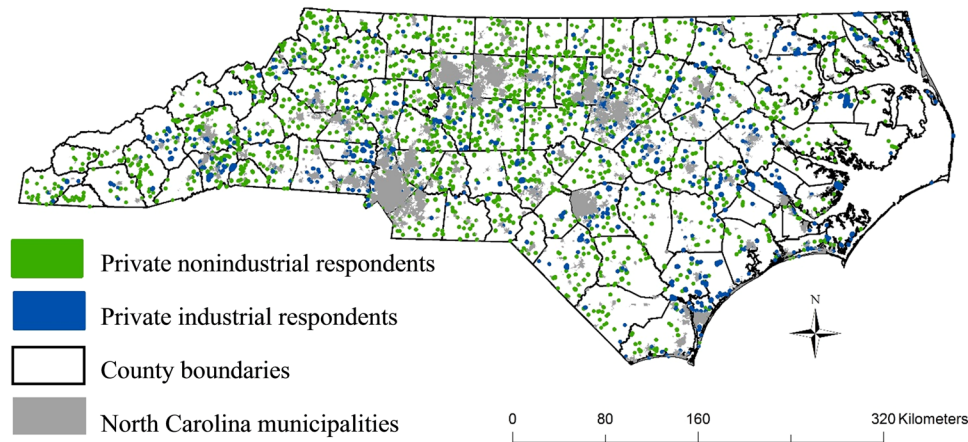 Private nonindustrial respondents
Private industrial respondents
County boundaries
North Carolina municipalities
N
0 80 160 320 Kilometers